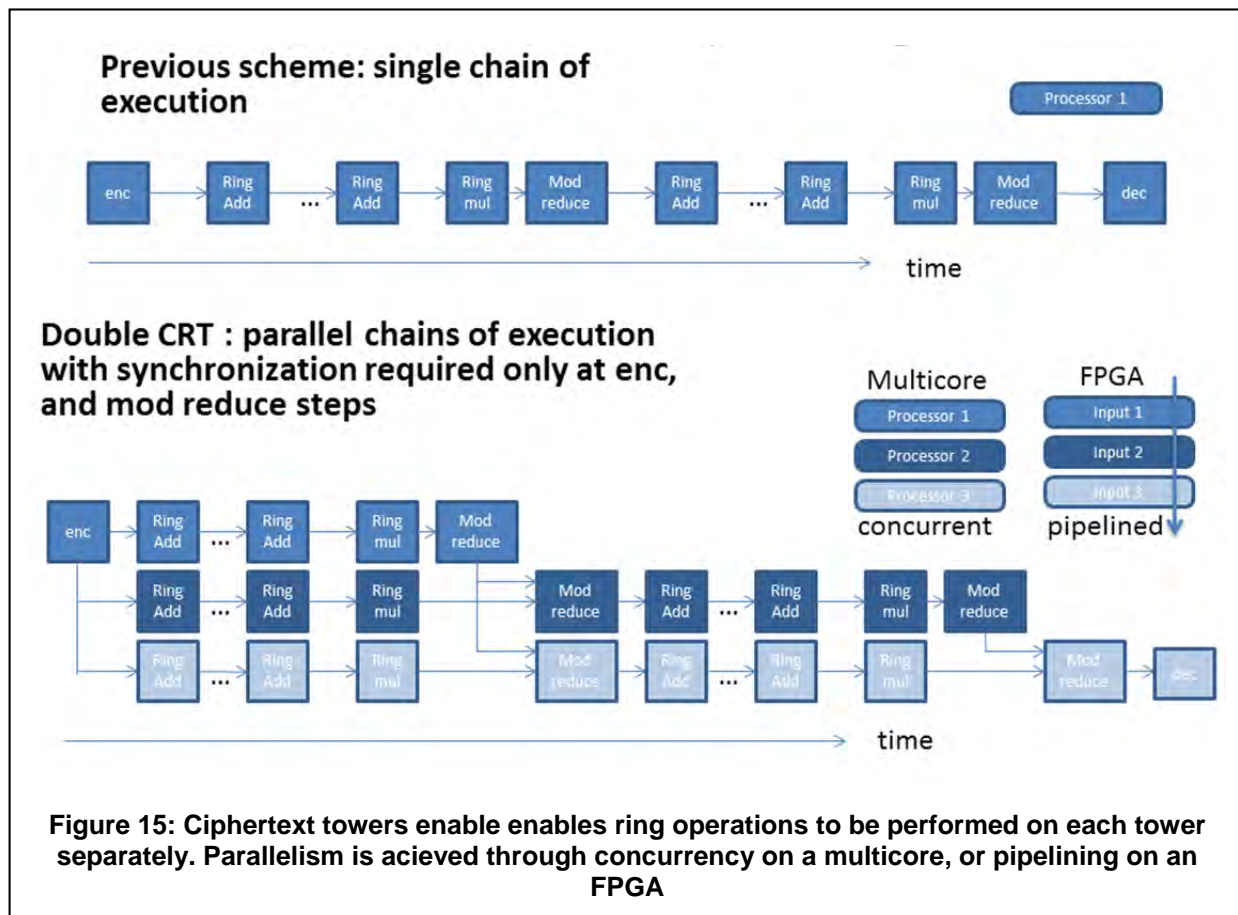 Previous scheme: single chain of
execution
Processor 1
enc
Ring
Add
...
Ring
Add
Ring
mul
Mod
reduce
Ring
Add
...
Ring
Add
Ring
mul
Mod
reduce
dec
time
Double CRT : parallel chains of execution
with synchronization required only at enc,
and mod reduce steps
Multicore
Processor 1
Processor 2
Processor 3
concurrent
FPGA
Input 1
Input 2
Input 3
pipelined
enc
Ring
Add
...
Ring
Add
Ring
mul
Mod
reduce
Ring
Add
...
Ring
Add
Ring
mul
Mod
reduce
Ring
Add
...
Ring
Add
Ring
mul
Mod
reduce
Ring
Add
...
Ring
Add
Ring
mul
Mod
reduce
Ring
Add
...
Ring
Add
Ring
mul
Mod
reduce
dec
time
Figure 15: Ciphertext towers enable enables ring operations to be performed on each tower
separately. Parallelism is acieved through concurrency on a multicore, or pipelining on an
FPGA